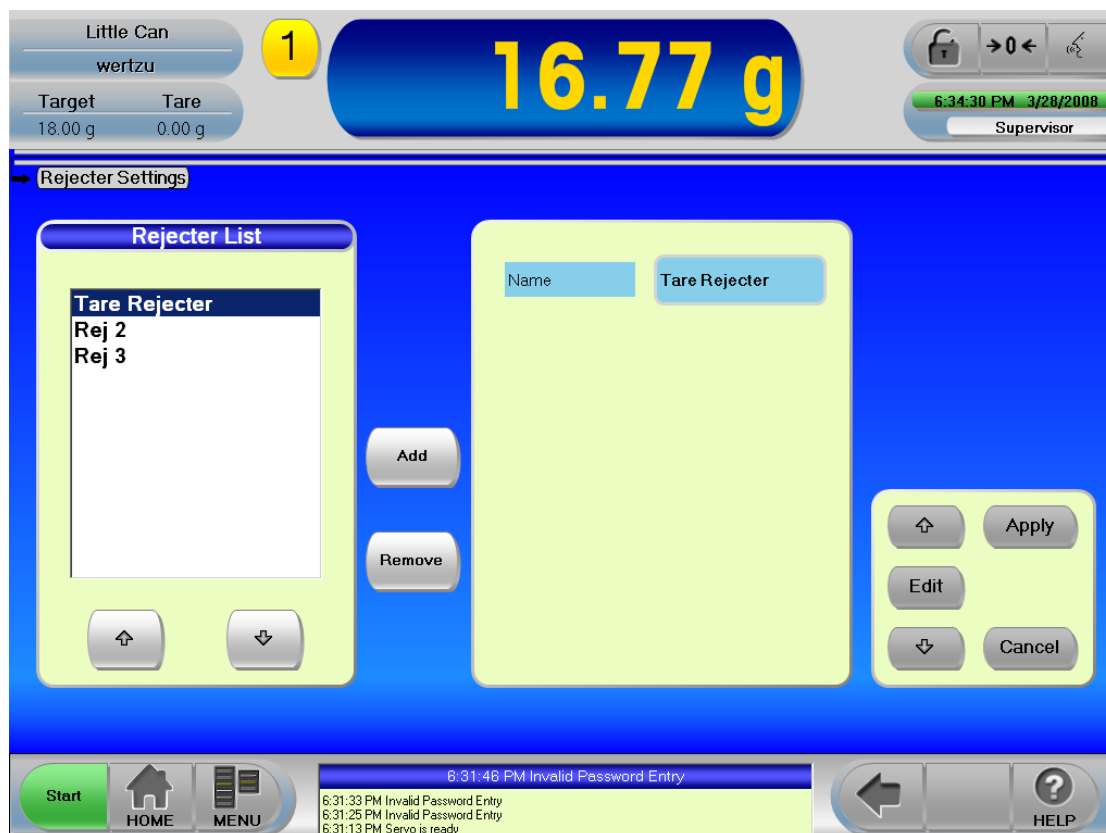 Little Can
wertzu
Target Tare
18.00 g 0.00 g
1
16.77 g
→0←
6:34:30 PM 3/28/2008
Supervisor
Rejecter Settings
Rejecter List
Tare Rejecter
Rej 2
Rej 3
Add
Remove
Name Tare Rejecter
Apply
Edit
Cancel
Start
HOME
MENU
6:31:46 PM Invalid Password Entry
6:31:33 PM Invalid Password Entry
6:31:25 PM Invalid Password Entry
6:31:13 PM Servo is ready
?
HELP